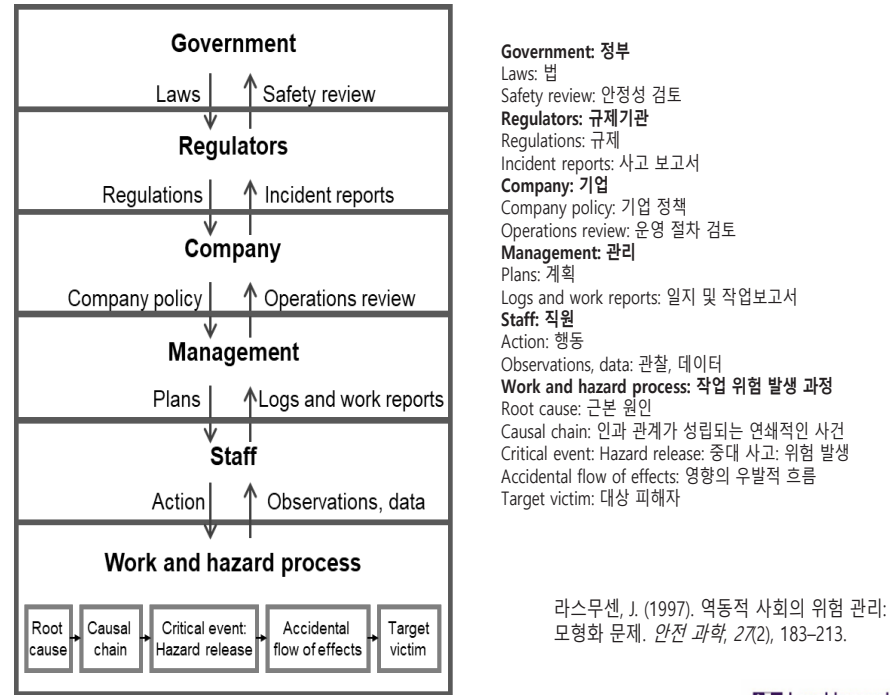 Government
Laws
Safety review
Regulators
Regulations
Incident reports
Company
Company policy
Operations review
Management
Plans
Logs and work reports
Staff
Action
Observations, data
Work and hazard process
Root
cause
Causal
chain
Critical event:
Hazard release
Accidental
flow of effects
Target
victim
Government: 정부
Laws: 법
Safety review: 안정성 검토
Regulators: 규제기관
Regulations: 규제
Incident reports: 사고 보고서
Company: 기업
Company policy: 기업 정책
Operations review: 운영 절차 검토
Management: 관리
Plans: 계획
Logs and work reports: 일지 및 작업보고서
Staff: 직원
Action: 행동
Observations, data: 관찰, 데이터
Work and hazard process: 작업 위험 발생 과정
Root cause: 근본 원인
Causal chain: 인과 관계가 성립되는 연쇄적인 사건
Critical event: Hazard release: 중대 사고: 위험 발생
Accidental flow of effects: 영향의 우발적 흐름
Target victim: 대상 피해자
라스무센, J. (1997). 역동적 사회의 위험 관리:
모형화 문제. 안전 과학, 27(2), 183–213.